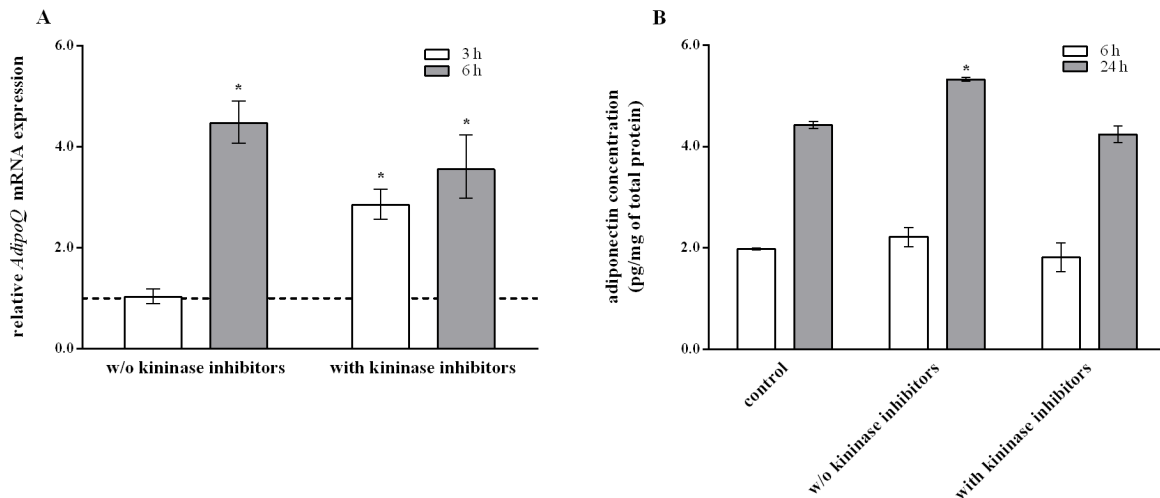 A
relative AdipoQ mRNA expression
6.0
4.0
2.0
0.0
3 h
6 h
*
*
*
w/o kininase inhibitors
with kininase inhibitors
B
adiponectin concentration
(pg/mg of total protein)
6.0
4.0
2.0
0.0
6 h
24 h
*
control
w/o kininase inhibitors
with kininase inhibitors